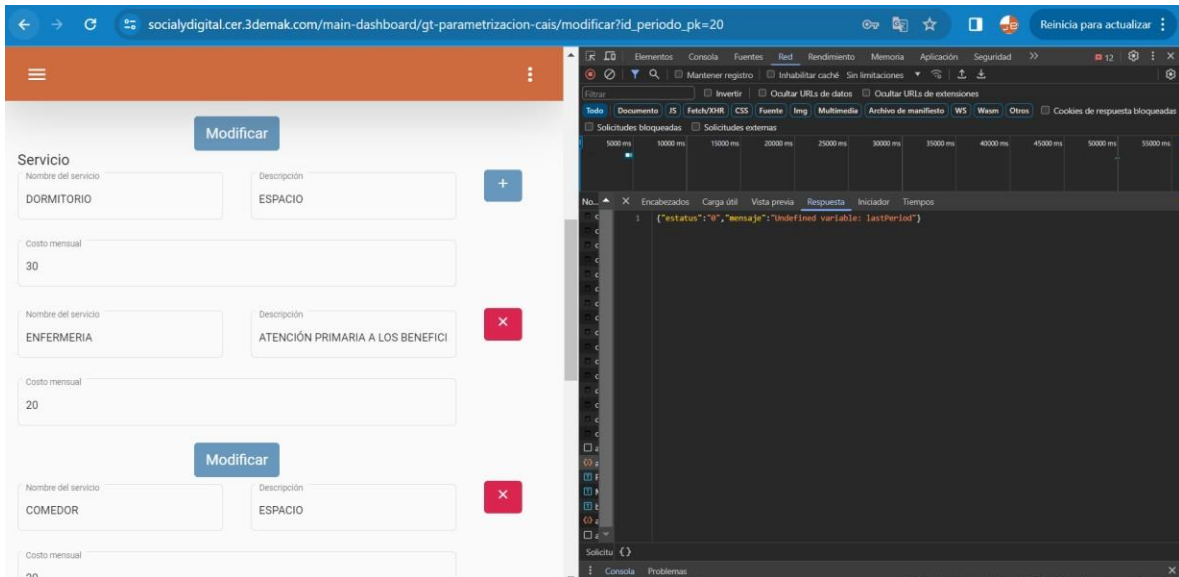 socialydigital.cer.3demak.com/main-dashboard/gt-parametrizacion-cais/modificar?id_periodo_pk=20
Reinicia para actualizar
Modificar
Servicio
Nombre del servicio
Descripción
DORMITORIO
ESPACIO
+
Costo mensual
30
Nombre del servicio
Descripción
ENFERMERIA
ATENCIÓN PRIMARIA A LOS BENEFICI
Costo mensual
20
Modificar
Nombre del servicio
Descripción
COMEDOR
ESPACIO
Costo mensual
Elementos Consola Fuentes Red Rendimiento Memoria Aplicación Seguridad 12
Mantener registro Inhabilitar caché Sin limitaciones
Filtrar Invertir Ocultar URLs de datos Ocultar URLs de extensiones
Todo Documento JS Fetch/XHR CSS Fuente Img Multimedia Archivo de manifiesto WS Wasm Otros Cookies de respuesta bloqueadas
Solicitudes bloqueadas Solicitudes externas
5000 ms 10000 ms 15000 ms 20000 ms 25000 ms 30000 ms 35000 ms 40000 ms 45000 ms 50000 ms 55000 ms
No... Encabezados Carga útil Vista previa Respuesta Iniciador Tiempos
1 {"estatus":"0","mensaje":"Undefined variable: lastPeriod"}
Solicitu {}
Consola Problemas